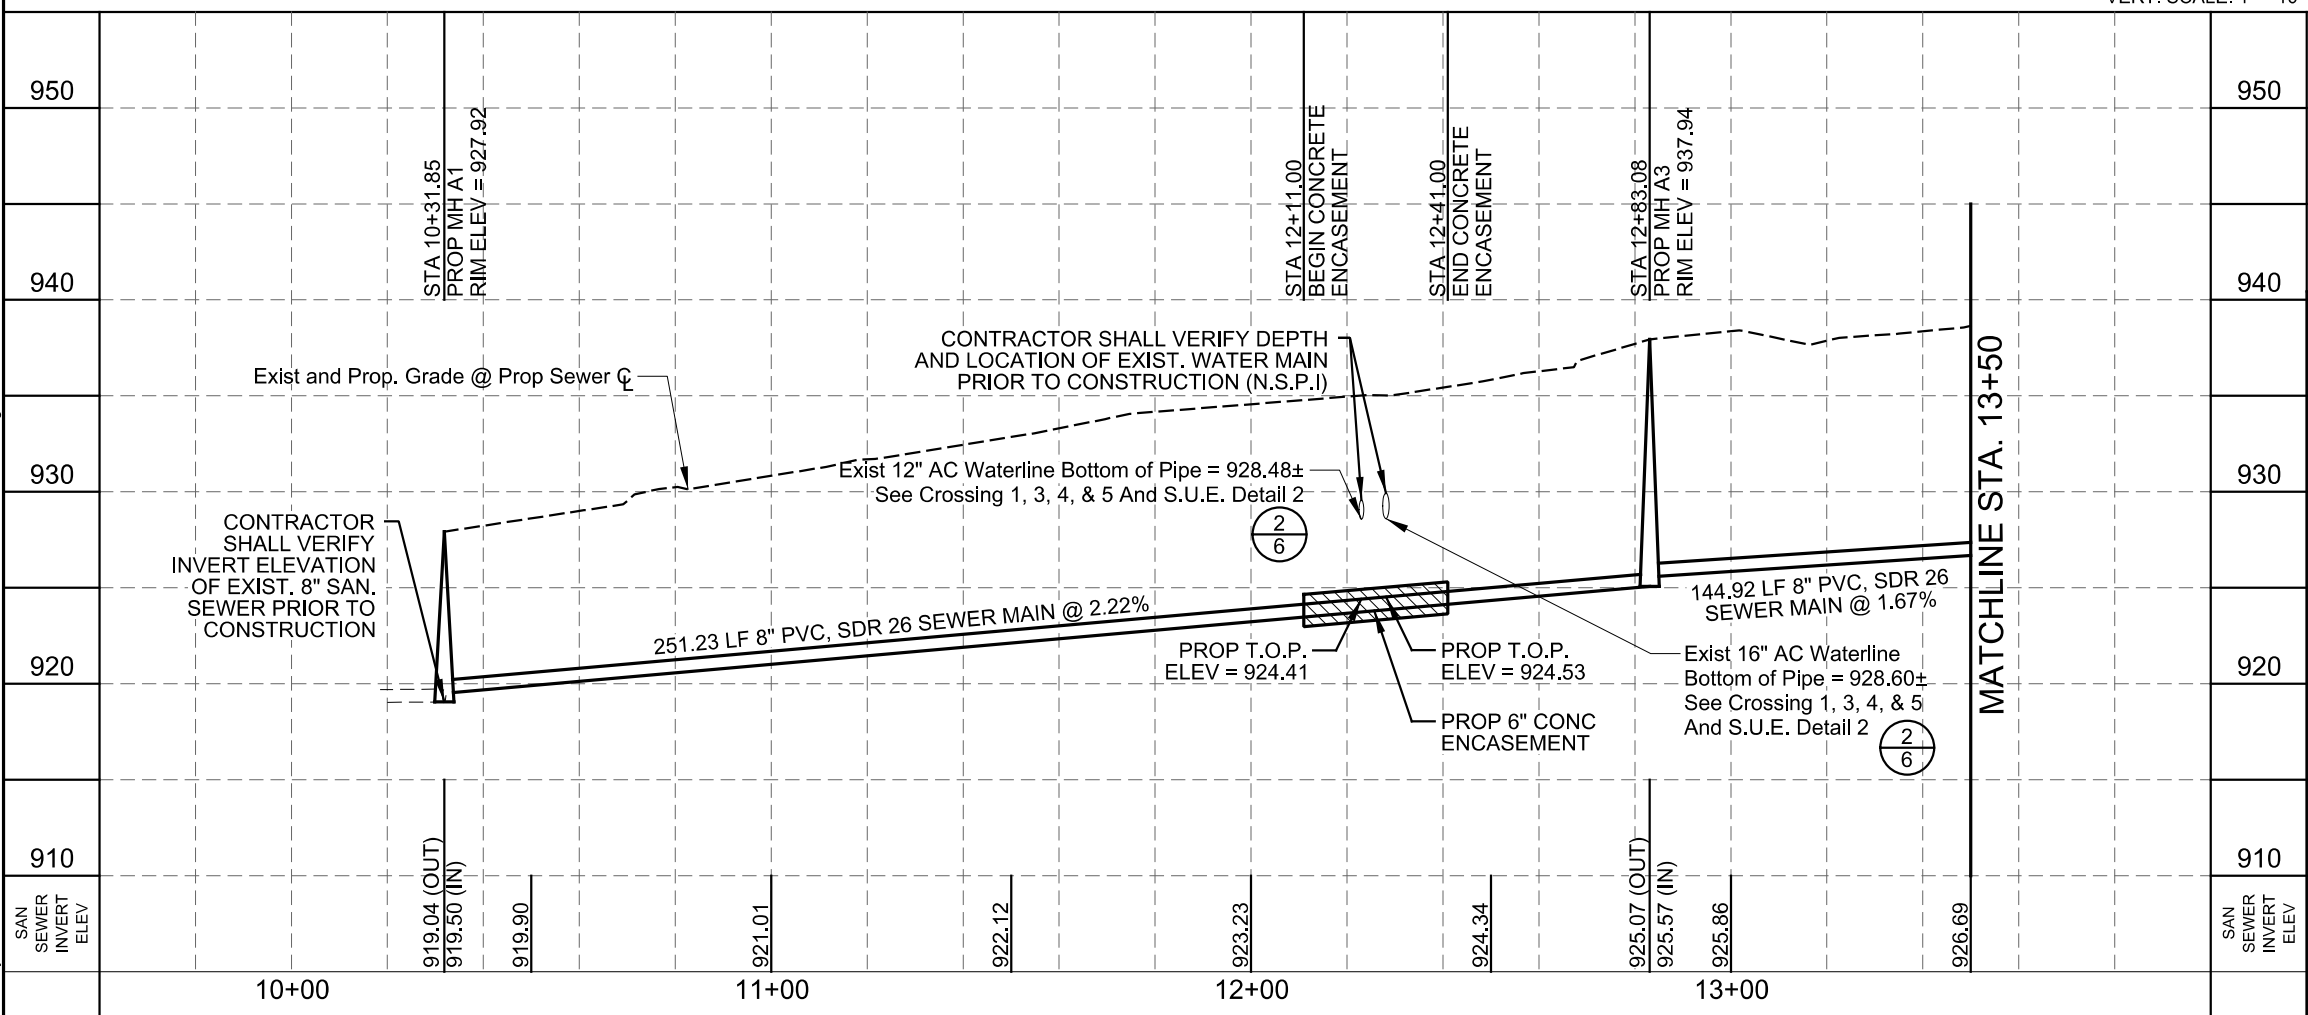 950
940
930
920
910
SAN
SEWER
INVERT
ELEV
STA 10+31.85
PROP MH A1
RIM ELEV = 927.92
STA 12+11.00
BEGIN CONCRETE
ENCASEMENT
STA 12+41.00
END CONCRETE
ENCASEMENT
STA 12+83.08
PROP MH A3
RIM ELEV = 937.94
Exist and Prop. Grade @ Prop Sewer ℄
CONTRACTOR SHALL VERIFY DEPTH
AND LOCATION OF EXIST. WATER MAIN
PRIOR TO CONSTRUCTION (N.S.P.I)
Exist 12" AC Waterline Bottom of Pipe = 928.48±
See Crossing 1, 3, 4, & 5 And S.U.E. Detail 2
2
6
CONTRACTOR
SHALL VERIFY
INVERT ELEVATION
OF EXIST. 8" SAN.
SEWER PRIOR TO
CONSTRUCTION
251.23 LF 8" PVC, SDR 26 SEWER MAIN @ 2.22%
144.92 LF 8" PVC, SDR 26
SEWER MAIN @ 1.67%
PROP T.O.P.
ELEV = 924.41
PROP T.O.P.
ELEV = 924.53
PROP 6" CONC
ENCASEMENT
Exist 16" AC Waterline
Bottom of Pipe = 928.60±
See Crossing 1, 3, 4, & 5
And S.U.E. Detail 2
2
6
MATCHLINE STA. 13+50
919.04 (OUT)
919.50 (IN)
919.90
921.01
922.12
923.23
924.34
925.07 (OUT)
925.57 (IN)
925.86
926.69
10+00
11+00
12+00
13+00
950
940
930
920
910
SAN
SEWER
INVERT
ELEV